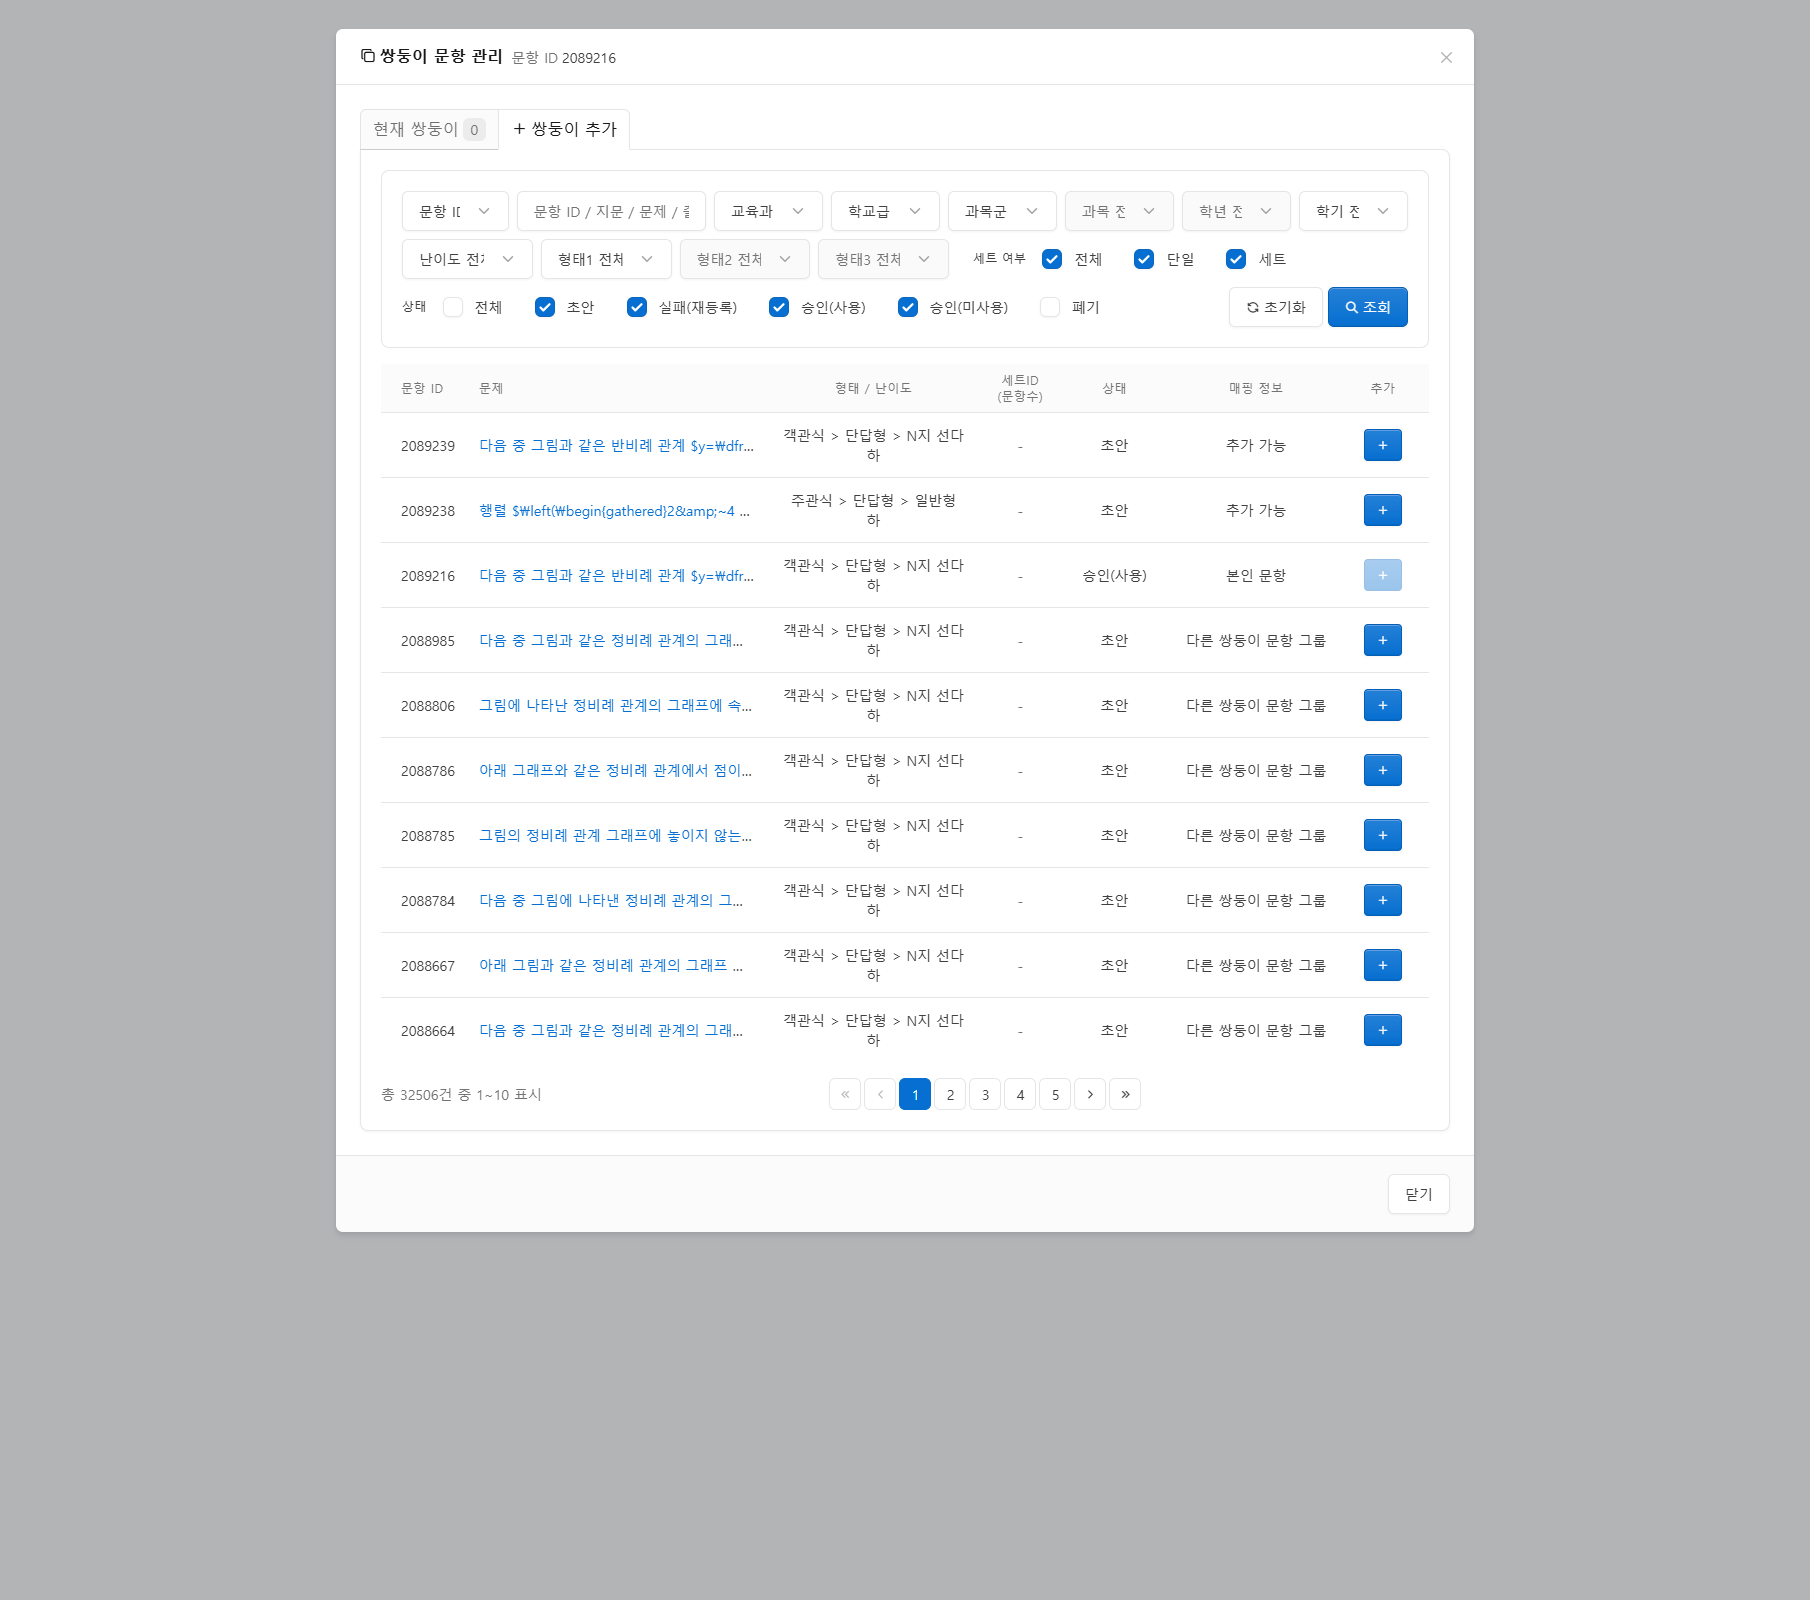 쌍둥이 문항 관리 문항 ID 2089216
현재 쌍둥이 0
+ 쌍둥이 추가
문항 ID 문항 ID / 지문 / 문제 / 교육과 학교급 과목군 과목 전 학년 전 학기 전
난이도 전 형태1 전체 형태2 전체 형태3 전체 세트 여부 전체 단일 세트
상태 전체 초안 실패(재등록) 승인(사용) 승인(미사용) 폐기 초기화 조회
문항 ID 문제 형태 / 난이도 세트ID (문항수) 상태 매핑 정보 추가
2089239 다음 중 그림과 같은 반비례 관계 $y=₩dfr... 객관식 > 단답형 > N지 선다 - 초안 추가 가능 +
하
2089238 행렬 $₩left(₩begin{gathered}2&amp;~4 ... 주관식 > 단답형 > 일반형 - 초안 추가 가능 +
하
2089216 다음 중 그림과 같은 반비례 관계 $y=₩dfr... 객관식 > 단답형 > N지 선다 - 승인(사용) 본인 문항 +
하
2088985 다음 중 그림과 같은 정비례 관계의 그래... 객관식 > 단답형 > N지 선다 - 초안 다른 쌍둥이 문항 그룹 +
하
2088806 그림에 나타난 정비례 관계의 그래프에 속... 객관식 > 단답형 > N지 선다 - 초안 다른 쌍둥이 문항 그룹 +
하
2088786 아래 그래프와 같은 정비례 관계에서 점이... 객관식 > 단답형 > N지 선다 - 초안 다른 쌍둥이 문항 그룹 +
하
2088785 그림의 정비례 관계 그래프에 놓이지 않는... 객관식 > 단답형 > N지 선다 - 초안 다른 쌍둥이 문항 그룹 +
하
2088784 다음 중 그림에 나타낸 정비례 관계의 그... 객관식 > 단답형 > N지 선다 - 초안 다른 쌍둥이 문항 그룹 +
하
2088667 아래 그림과 같은 정비례 관계의 그래프 ... 객관식 > 단답형 > N지 선다 - 초안 다른 쌍둥이 문항 그룹 +
하
2088664 다음 중 그림과 같은 정비례 관계의 그래... 객관식 > 단답형 > N지 선다 - 초안 다른 쌍둥이 문항 그룹 +
하
총 32506건 중 1~10 표시 « ‹ 1 2 3 4 5 › »
닫기